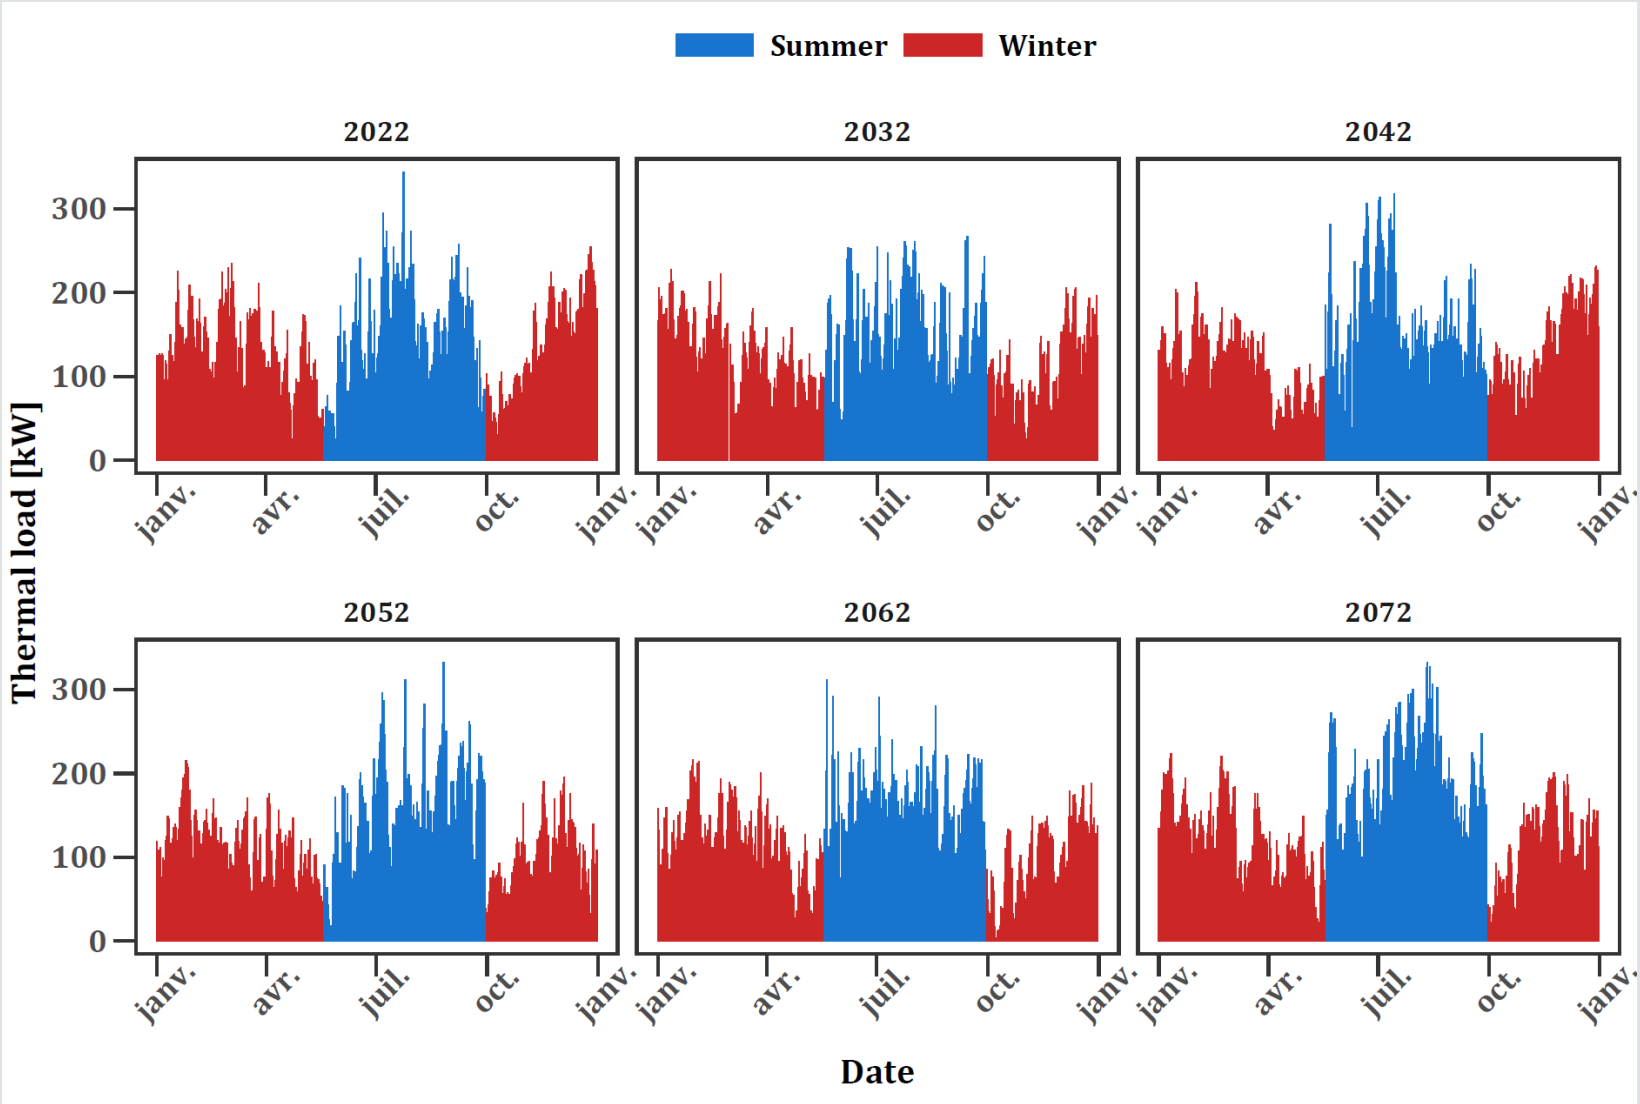 Summer Winter
2022 2032 2042
300
200
100
0
janv. avr. juil. oct. janv. janv. avr. juil. oct. janv. janv. avr. juil. oct. janv.
Thermal load [kW]
2052 2062 2072
300
200
100
0
janv. avr. juil. oct. janv. janv. avr. juil. oct. janv. janv. avr. juil. oct. janv.
Date